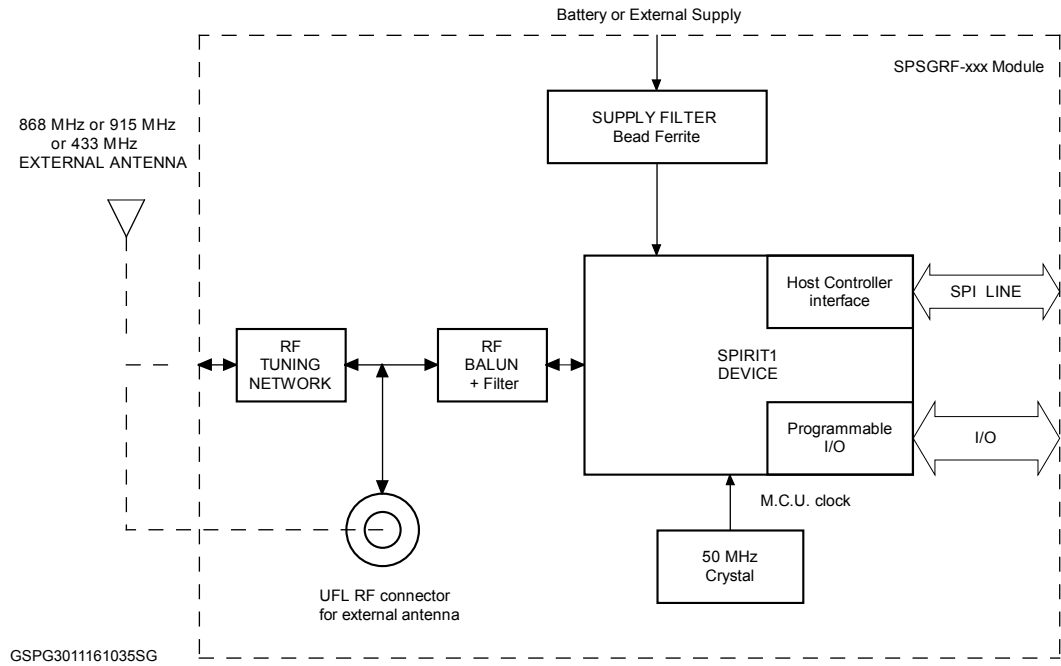 Battery or External Supply
SPSGRF-xxx Module
SUPPLY FILTER
Bead Ferrite
868 MHz or 915 MHz
or 433 MHz
EXTERNAL ANTENNA
Host Controller
interface
SPI LINE
RF
TUNING
NETWORK
RF
BALUN
+ Filter
SPIRIT1
DEVICE
Programmable
I/O
I/O
M.C.U. clock
50 MHz
Crystal
UFL RF connector
for external antenna
GSPG3011161035SG